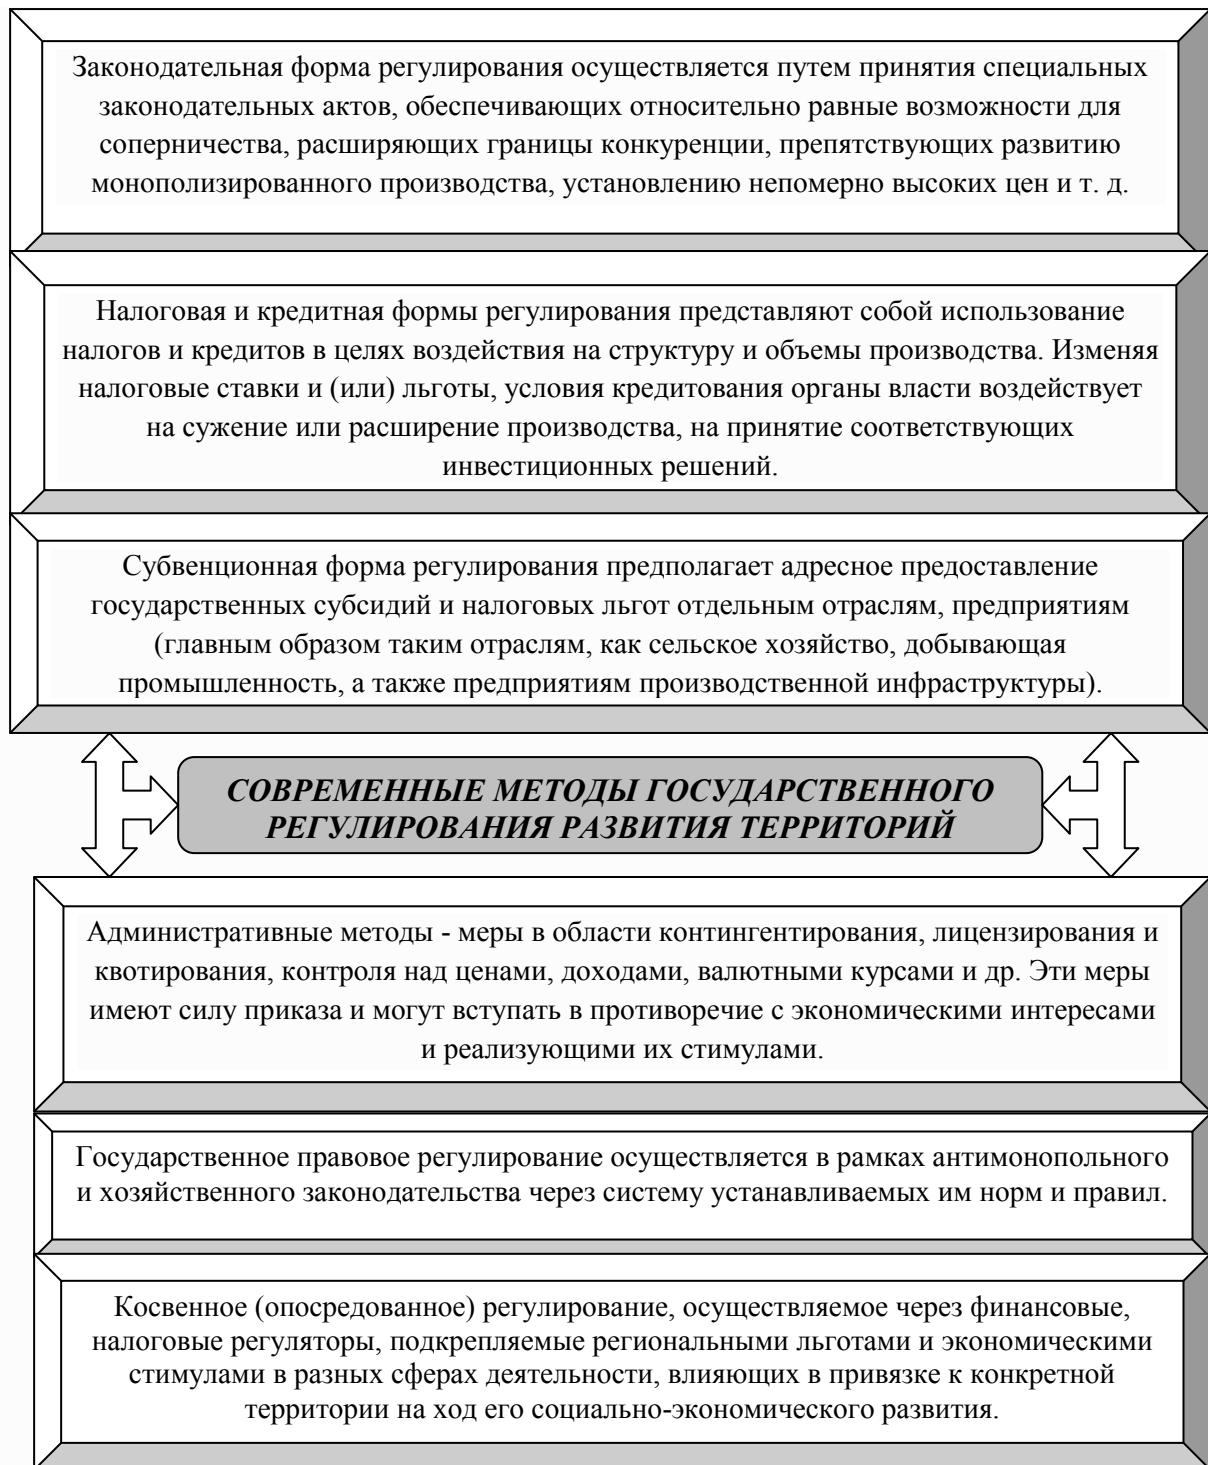 Законодательная форма регулирования осуществляется путем принятия специальных
законодательных актов, обеспечивающих относительно равные возможности для
соперничества, расширяющих границы конкуренции, препятствующих развитию
монополизированного производства, установлению непомерно высоких цен и т. д.
Налоговая и кредитная формы регулирования представляют собой использование
налогов и кредитов в целях воздействия на структуру и объемы производства. Изменяя
налоговые ставки и (или) льготы, условия кредитования органы власти воздействует
на сужение или расширение производства, на принятие соответствующих
инвестиционных решений.
Субвенционная форма регулирования предполагает адресное предоставление
государственных субсидий и налоговых льгот отдельным отраслям, предприятиям
(главным образом таким отраслям, как сельское хозяйство, добывающая
промышленность, а также предприятиям производственной инфраструктуры).
СОВРЕМЕННЫЕ МЕТОДЫ ГОСУДАРСТВЕННОГО
РЕГУЛИРОВАНИЯ РАЗВИТИЯ ТЕРРИТОРИЙ
Административные методы - меры в области контингентирования, лицензирования и
квотирования, контроля над ценами, доходами, валютными курсами и др. Эти меры
имеют силу приказа и могут вступать в противоречие с экономическими интересами
и реализующими их стимулами.
Государственное правовое регулирование осуществляется в рамках антимонопольного
и хозяйственного законодательства через систему устанавливаемых им норм и правил.
Косвенное (опосредованное) регулирование, осуществляемое через финансовые,
налоговые регуляторы, подкрепляемые региональными льготами и экономическими
стимулами в разных сферах деятельности, влияющих в привязке к конкретной
территории на ход его социально-экономического развития.